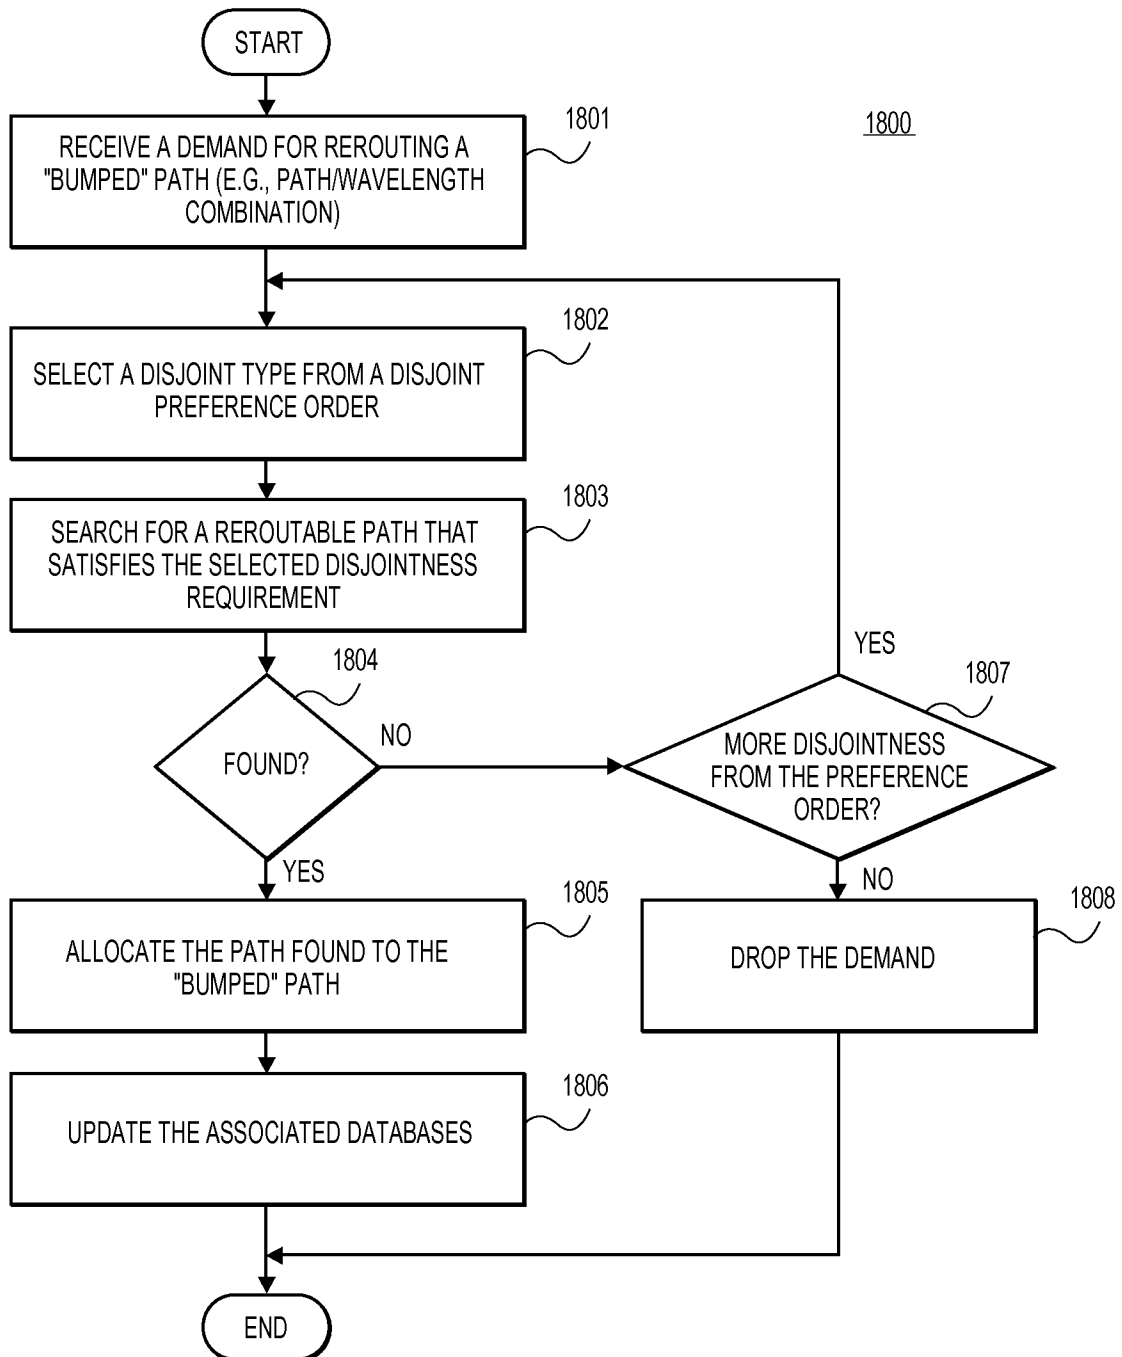 START
1801
1800
RECEIVE A DEMAND FOR REROUTING A
"BUMPED" PATH (E.G., PATH/WAVELENGTH
COMBINATION)
1802
SELECT A DISJOINT TYPE FROM A DISJOINT
PREFERENCE ORDER
1803
SEARCH FOR A REROUTABLE PATH THAT
SATISFIES THE SELECTED DISJOINTNESS
REQUIREMENT
1804
FOUND?
NO
YES
1807
MORE DISJOINTNESS
FROM THE PREFERENCE
ORDER?
YES
NO
1805
ALLOCATE THE PATH FOUND TO THE
"BUMPED" PATH
1808
DROP THE DEMAND
1806
UPDATE THE ASSOCIATED DATABASES
END